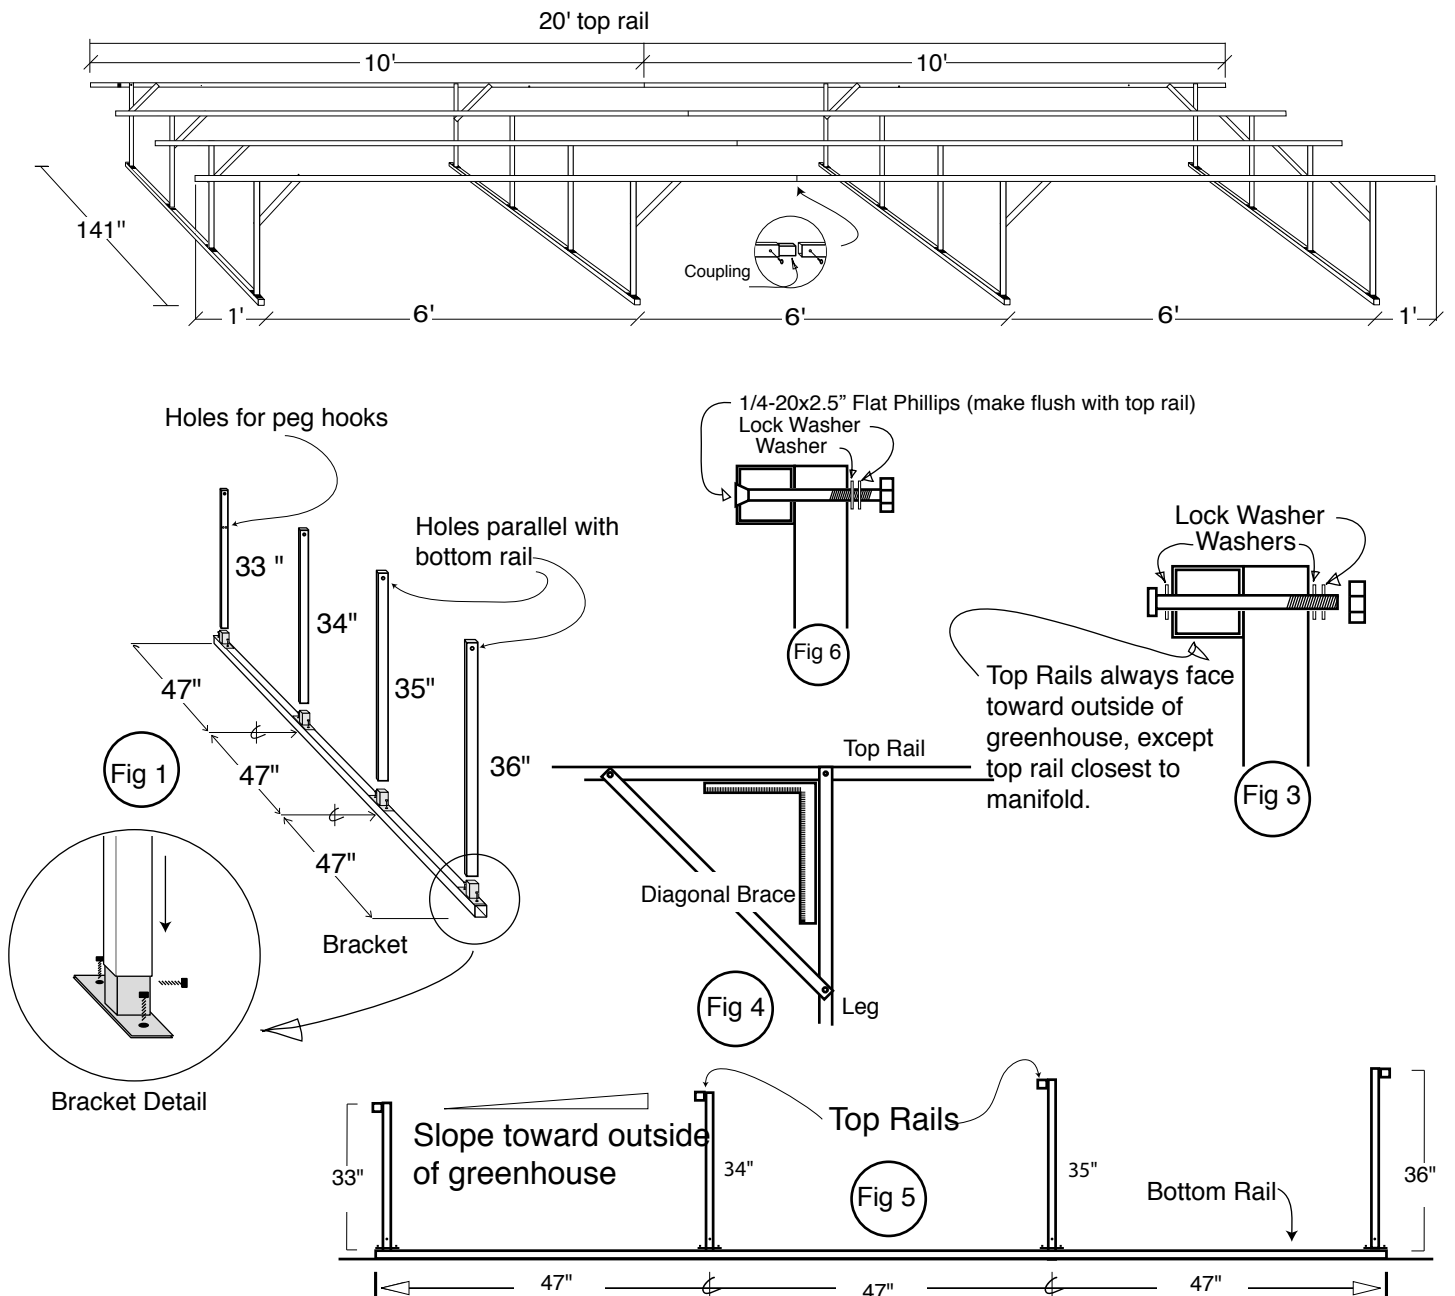 20' top rail
10' 10'
141"
Coupling
1' 6' 6' 6' 1'
Holes for peg hooks
33 "
34"
Holes parallel with
bottom rail
35"
36"
47"
47"
47"
Fig 1
Bracket
Bracket Detail
1/4-20x2.5” Flat Phillips (make flush with top rail)
Lock Washer
Washer
Fig 6
Lock Washer
Washers
Top Rails always face
toward outside of
greenhouse, except
top rail closest to
manifold.
Fig 3
Top Rail
Diagonal Brace
Fig 4
Leg
Slope toward outside
of greenhouse
Top Rails
33"
34"
35"
36"
Fig 5
Bottom Rail
47" 47" 47"